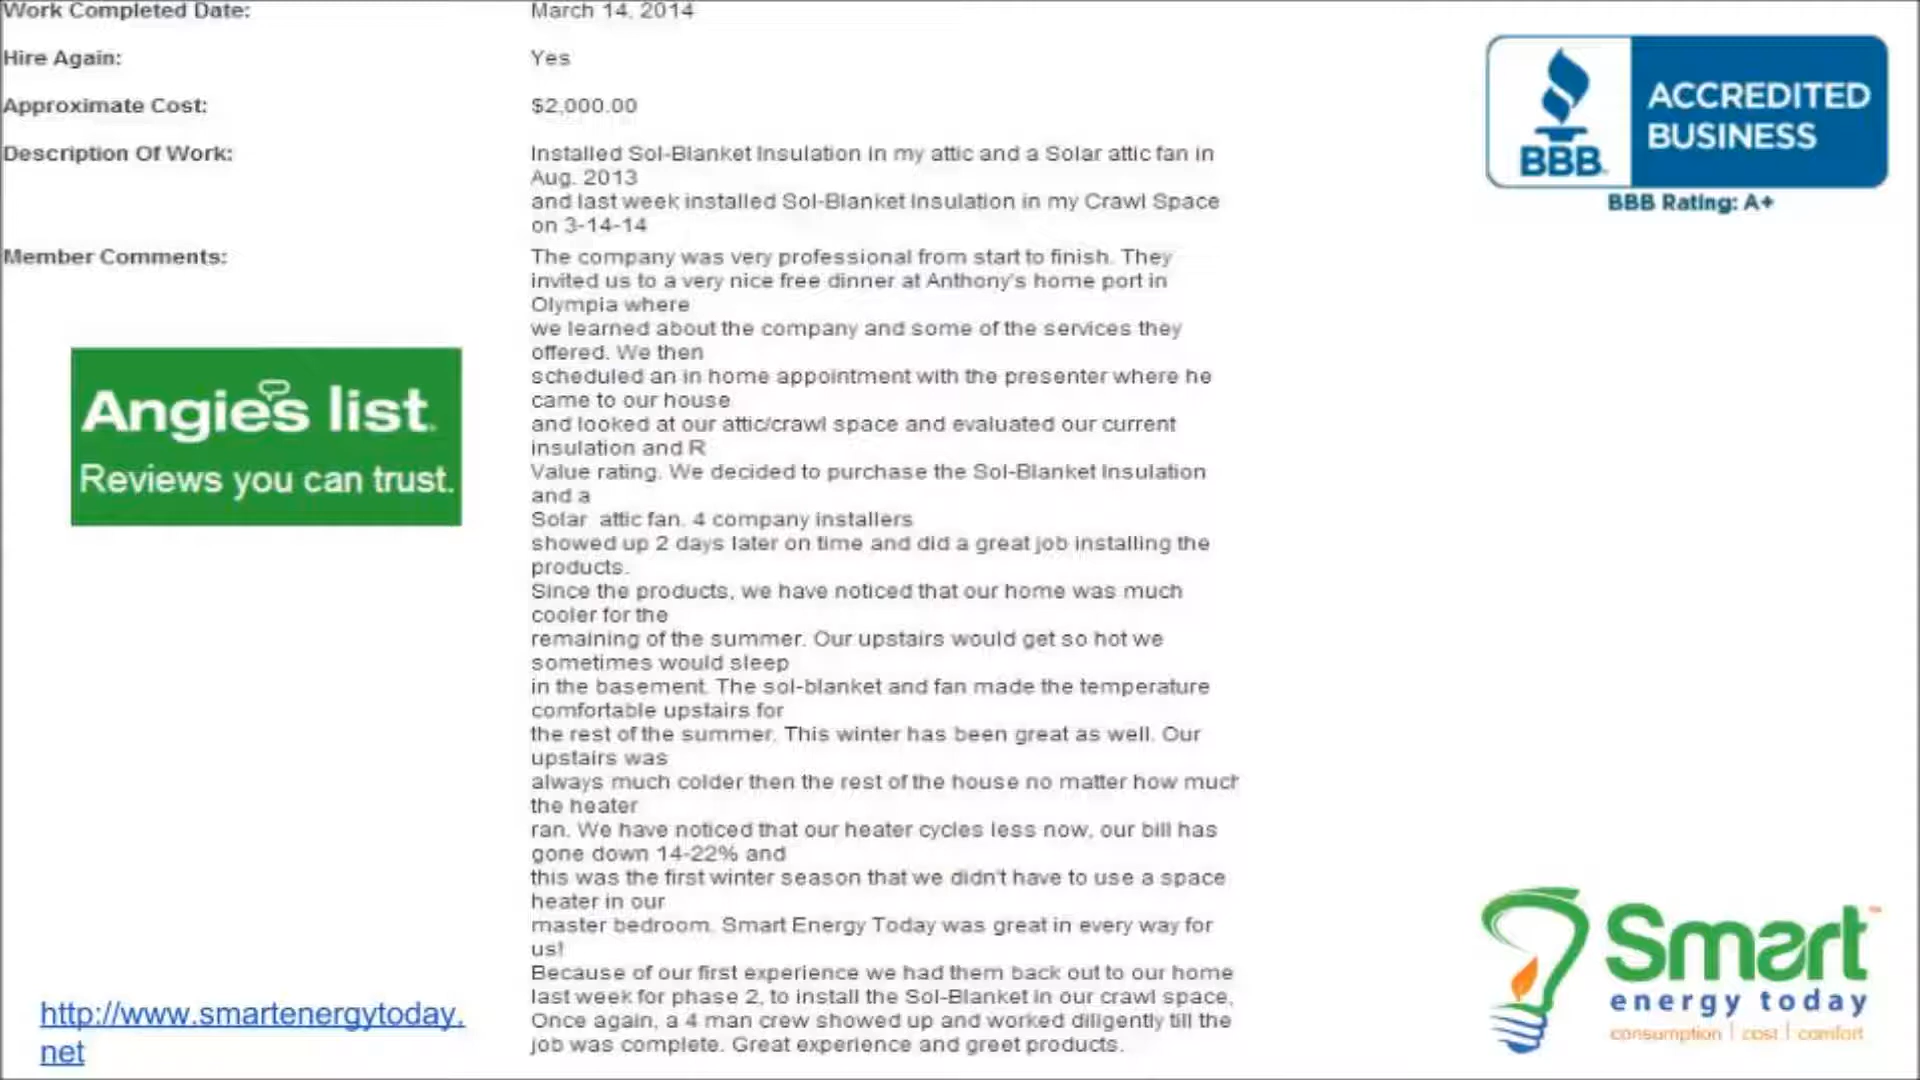 Work Completed Date: March 14, 2014
Hire Again: Yes
Approximate Cost: $2,000.00
Description Of Work: Installed Sol-Blanket Insulation in my attic and a Solar attic fan in
Aug. 2013
and last week installed Sol-Blanket Insulation in my Crawl Space
on 3-14-14
Member Comments: The company was very professional from start to finish. They
invited us to a very nice free dinner at Anthony's home port in
Olympia where
we learned about the company and some of the services they
offered. We then
scheduled an in home appointment with the presenter where he
came to our house
and looked at our attic/crawl space and evaluated our current
insulation and R
Value rating. We decided to purchase the Sol-Blanket Insulation
and a
Solar attic fan. 4 company installers
showed up 2 days later on time and did a great job installing the
products.
Since the products, we have noticed that our home was much
cooler for the
remaining of the summer. Our upstairs would get so hot we
sometimes would sleep
in the basement. The sol-blanket and fan made the temperature
comfortable upstairs for
the rest of the summer. This winter has been great as well. Our
upstairs was
always much colder then the rest of the house no matter how much
the heater
ran. We have noticed that our heater cycles less now, our bill has
gone down 14-22% and
this was the first winter season that we didn't have to use a space
heater in our
master bedroom. Smart Energy Today was great in every way for
us!
Because of our first experience we had them back out to our home
last week for phase 2, to install the Sol-Blanket in our crawl space,
Once again, a 4 man crew showed up and worked diligently till the
job was complete. Great experience and greet products.
Angie's list.
Reviews you can trust.
http://www.smartenergytoday.
net
BBB
ACCREDITED
BUSINESS
BBB Rating: A+
Smart™
energy today
consumption | cost | comfort